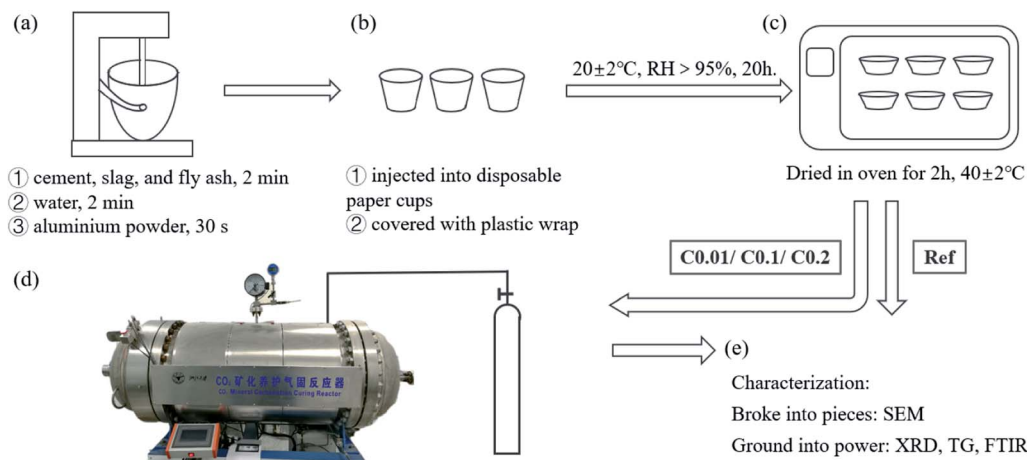 (a)
① cement, slag, and fly ash, 2 min
② water, 2 min
③ aluminium powder, 30 s
(b)
① injected into disposable
paper cups
② covered with plastic wrap
20±2℃, RH > 95%, 20h.
(c)
Dried in oven for 2h, 40±2℃
C0.01/ C0.1/ C0.2
Ref
(d)
CO₂ 矿化养护气固反应器
CO₂ Mineral Carbonation Curing Reactor
(e)
Characterization:
Broke into pieces: SEM
Ground into power: XRD, TG, FTIR